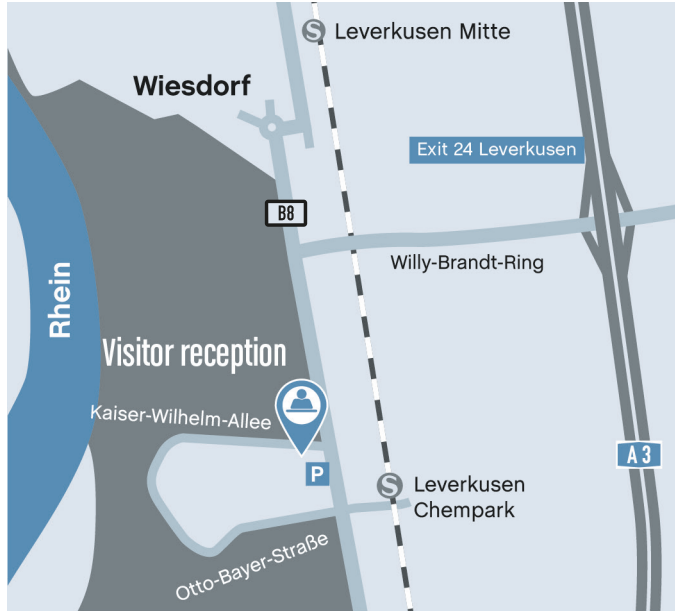 S Leverkusen Mitte
Wiesdorf
Exit 24 Leverkusen
B8
Willy-Brandt-Ring
Rhein
Visitor reception
Kaiser-Wilhelm-Allee
P
A 3
S Leverkusen
Chempark
Otto-Bayer-Straße